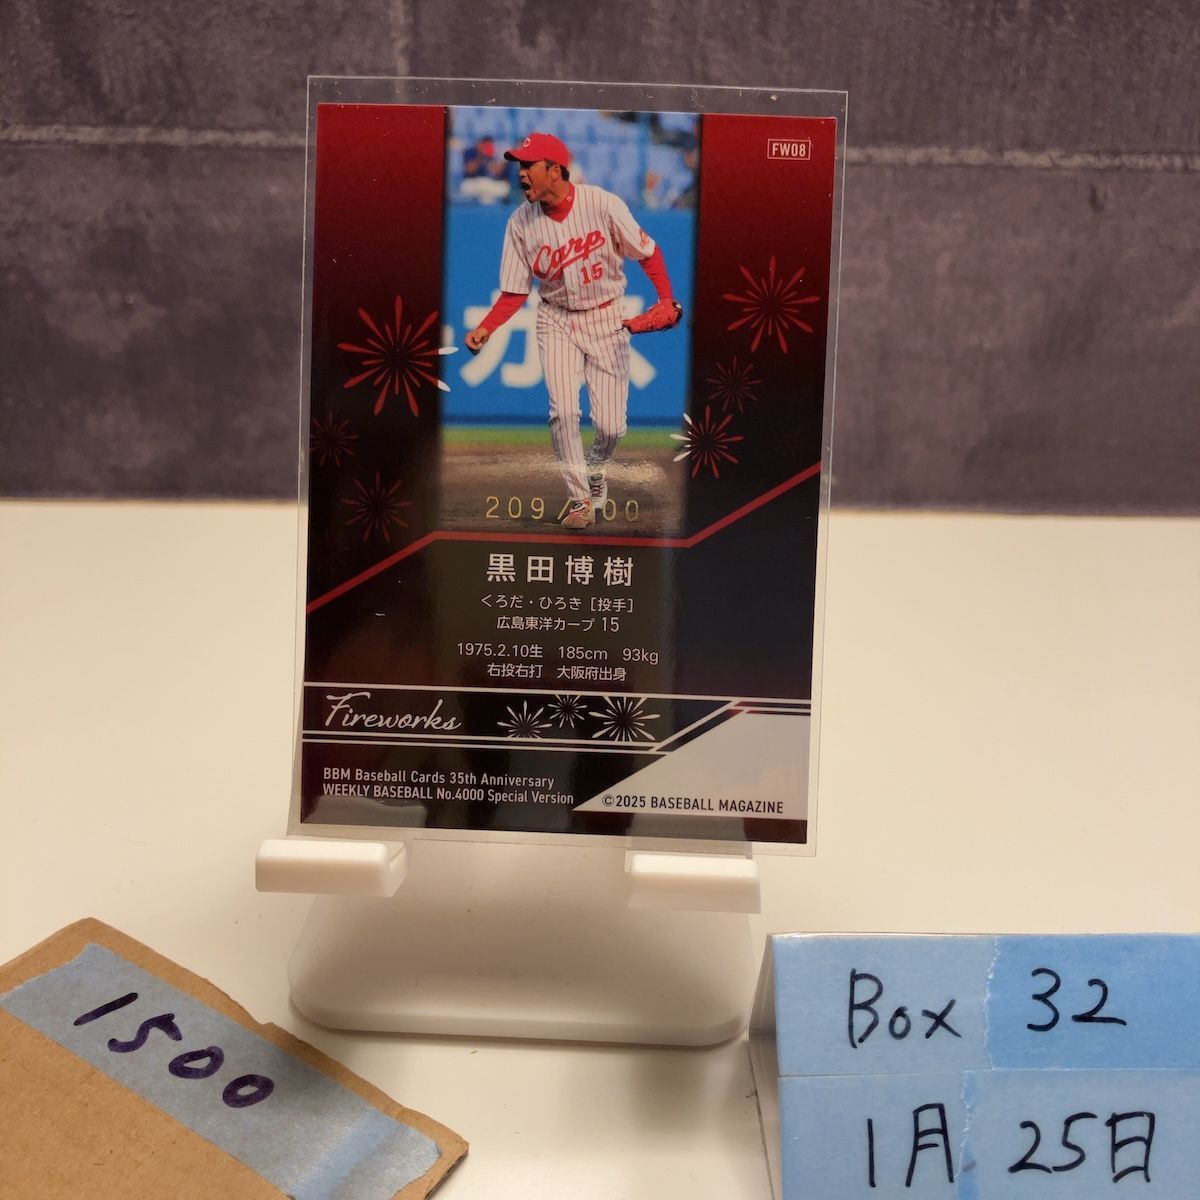 FW08
Carp
15
209/300
黒田博樹
くろだ・ひろき [投手]
広島東洋カープ 15
1975.2.10生 185cm 93kg
右投右打 大阪府出身
Fireworks
BBM Baseball Cards 35th Anniversary
WEEKLY BASEBALL No.4000 Special Version
©2025 BASEBALL MAGAZINE
1500
Box 32
1月25日